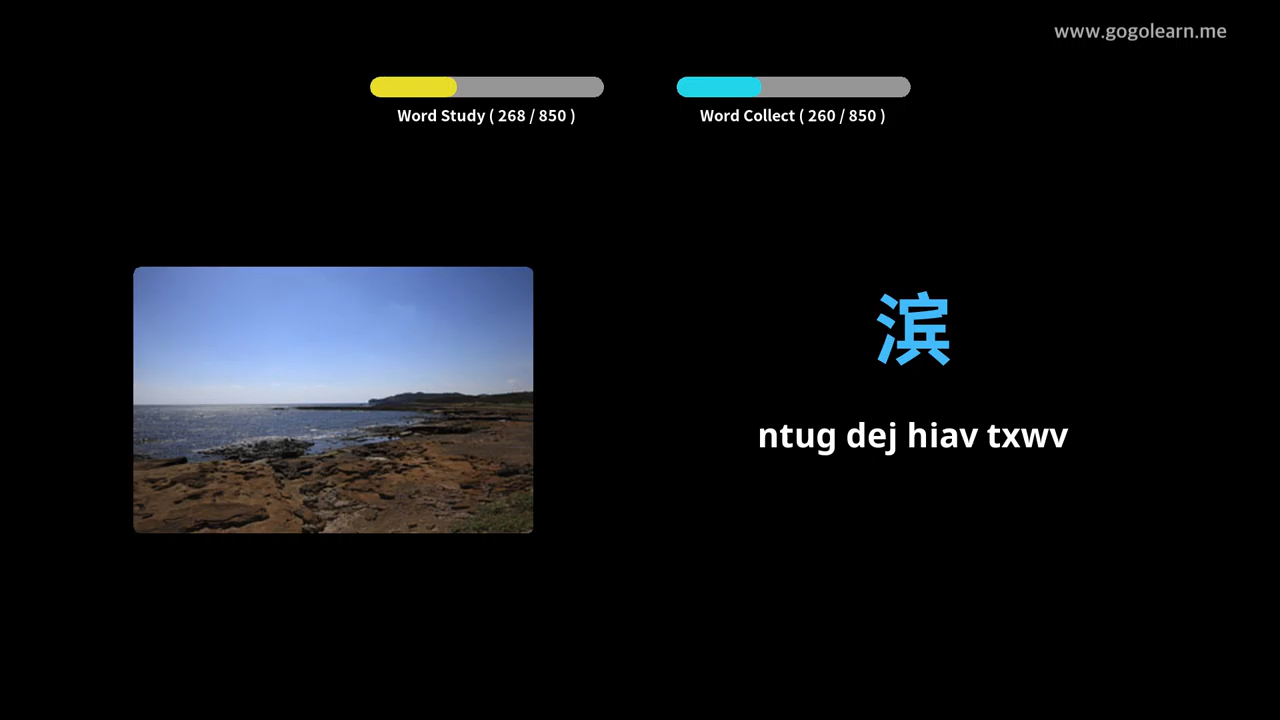 www.gogolearn.me
Word Study ( 268 / 850 )
Word Collect ( 260 / 850 )
滨
ntug dej hiav txwv